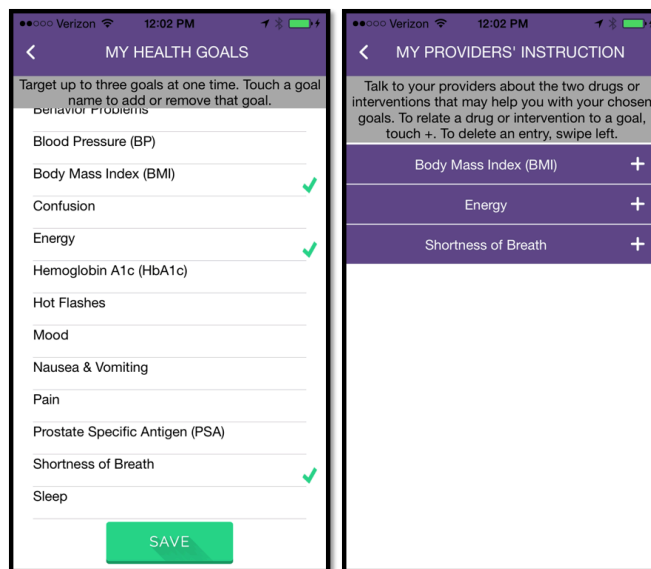 Verizon 12:02 PM
MY HEALTH GOALS
Target up to three goals at one time. Touch a goal
name to add or remove that goal.
Behavior Problems
Blood Pressure (BP)
Body Mass Index (BMI)
Confusion
Energy
Hemoglobin A1c (HbA1c)
Hot Flashes
Mood
Nausea & Vomiting
Pain
Prostate Specific Antigen (PSA)
Shortness of Breath
Sleep
SAVE
Verizon 12:02 PM
MY PROVIDERS' INSTRUCTION
Talk to your providers about the two drugs or
interventions that may help you with your chosen
goals. To relate a drug or intervention to a goal,
touch +. To delete an entry, swipe left.
Body Mass Index (BMI) +
Energy +
Shortness of Breath +